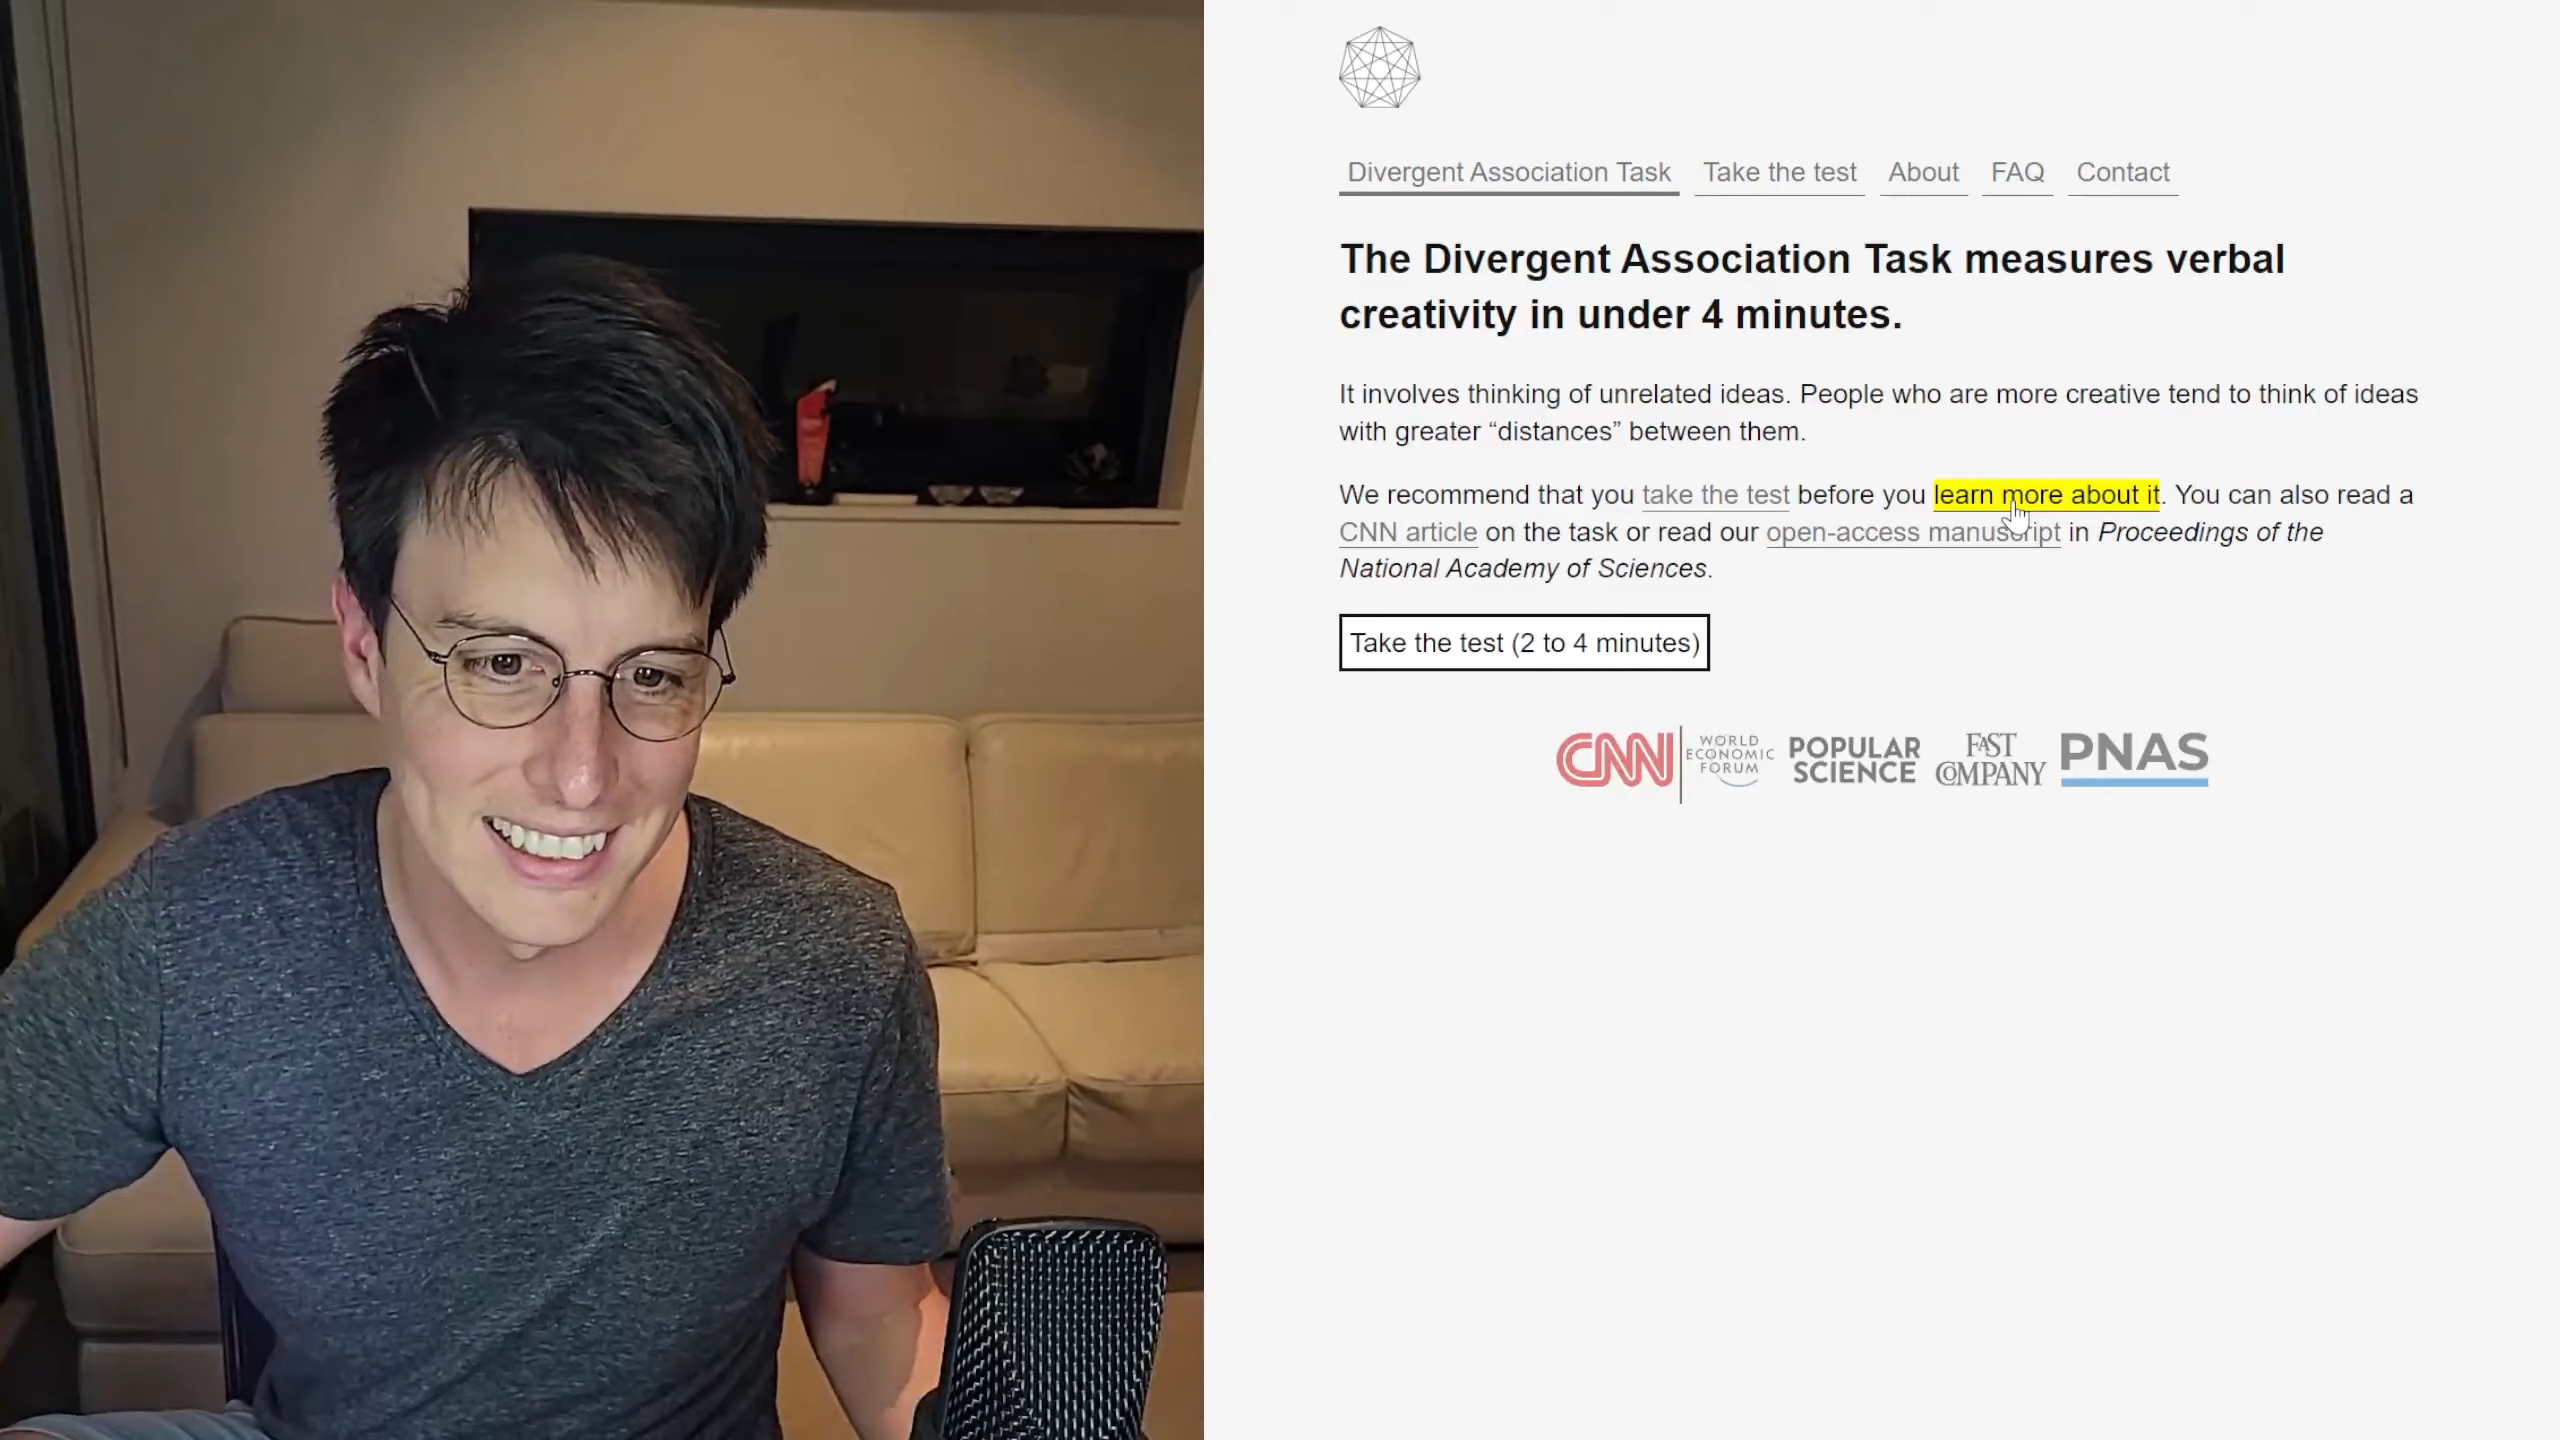 Divergent Association Task Take the test About FAQ Contact
The Divergent Association Task measures verbal
creativity in under 4 minutes.
It involves thinking of unrelated ideas. People who are more creative tend to think of ideas
with greater “distances” between them.
We recommend that you take the test before you learn more about it. You can also read a
CNN article on the task or read our open-access manuscript in Proceedings of the
National Academy of Sciences.
Take the test (2 to 4 minutes)
CNN
WORLD
ECONOMIC
FORUM
POPULAR
SCIENCE
FAST
COMPANY
PNAS